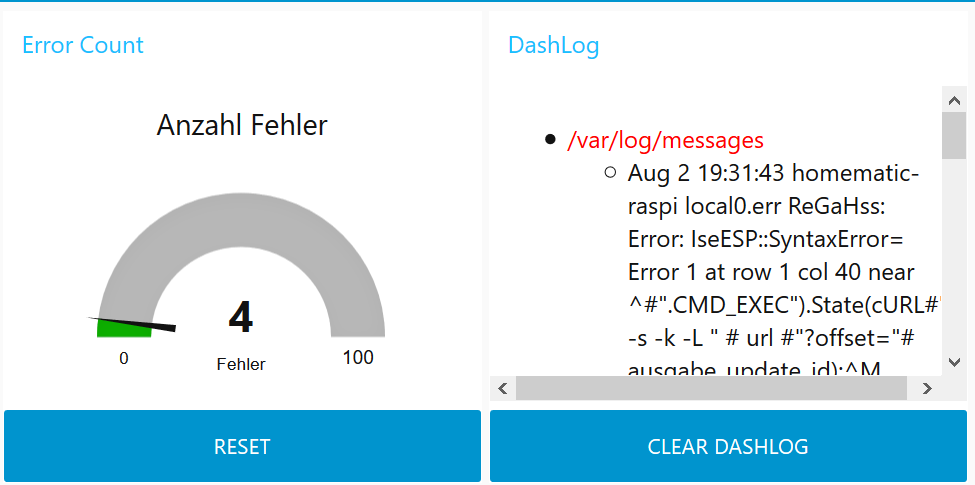 Error Count
Anzahl Fehler
4
0
Fehler
100
RESET
DashLog
/var/log/messages
Aug 2 19:31:43 homematic-
raspi local0.err ReGaHss:
Error: IseESP::SyntaxError=
Error 1 at row 1 col 40 near
^#".CMD_EXEC").State(cURL#"
-s -k -L " # url #"?offset="#
ausgabe_update_id);^M
CLEAR DASHLOG